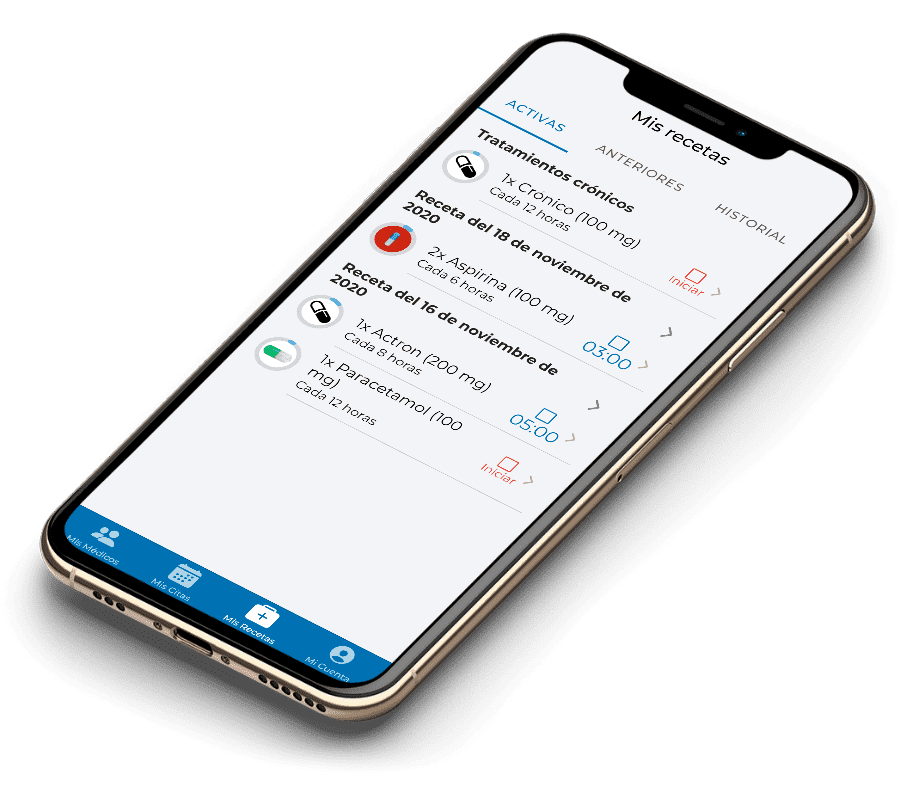 Mis recetas
ACTIVAS
ANTERIORES
HISTORIAL
Tratamientos crónicos
1x Cronico (100 mg)
Cada 12 horas
Iniciar
Receta del 18 de noviembre de
2020
2x Aspirina (100 mg)
Cada 6 horas
03:00
Receta del 16 de noviembre de
2020
1x Actron (200 mg)
Cada 8 horas
05:00
1x Paracetamol (100
mg)
Cada 12 horas
Iniciar
Mis Médicos
Mis Citas
Mis Recetas
Mi Cuenta